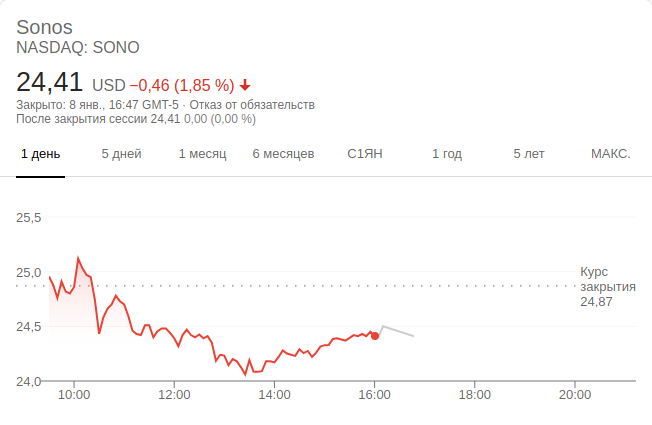 Sonos
NASDAQ: SONO
24,41 USD −0,46 (1,85 %)
Закрыто: 8 янв., 16:47 GMT-5 · Отказ от обязательств
После закрытия сессии 24,41 0,00 (0,00 %)
1 день 5 дней 1 месяц 6 месяцев С1ЯН 1 год 5 лет МАКС.
25,5
25,0
24,5
24,0
Курс
закрытия
24,87
10:00 12:00 14:00 16:00 18:00 20:00